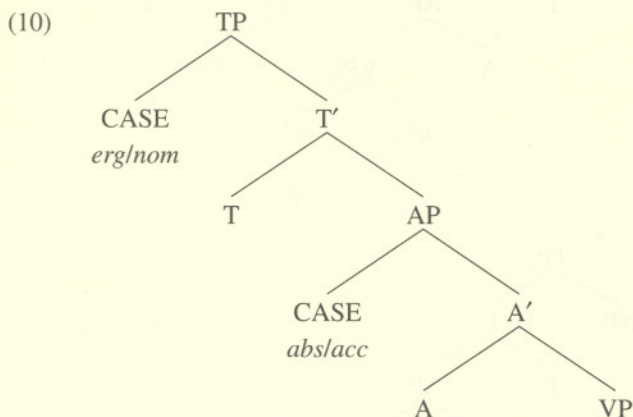 (10) TP
CASE T′
erg/nom
T AP
CASE A′
abs/acc
A VP